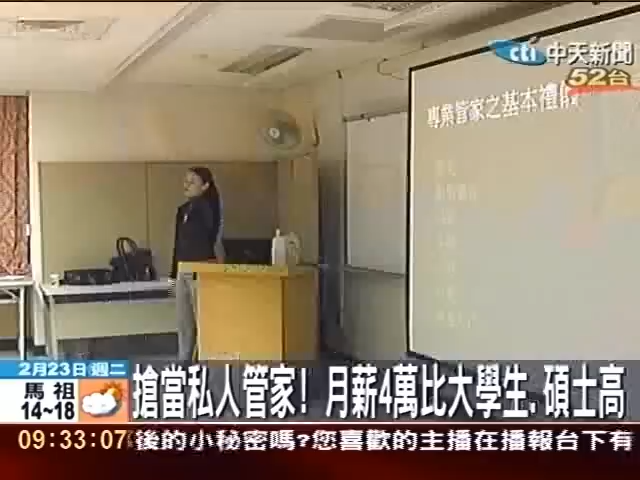 cti 中天新聞
52台
專業管家之基本禮儀
2月23日 週二
馬祖
14~18
搶當私人管家! 月薪4萬比大學生.碩士高
09:33:07
後的小秘密嗎?您喜歡的主播在播報台下有